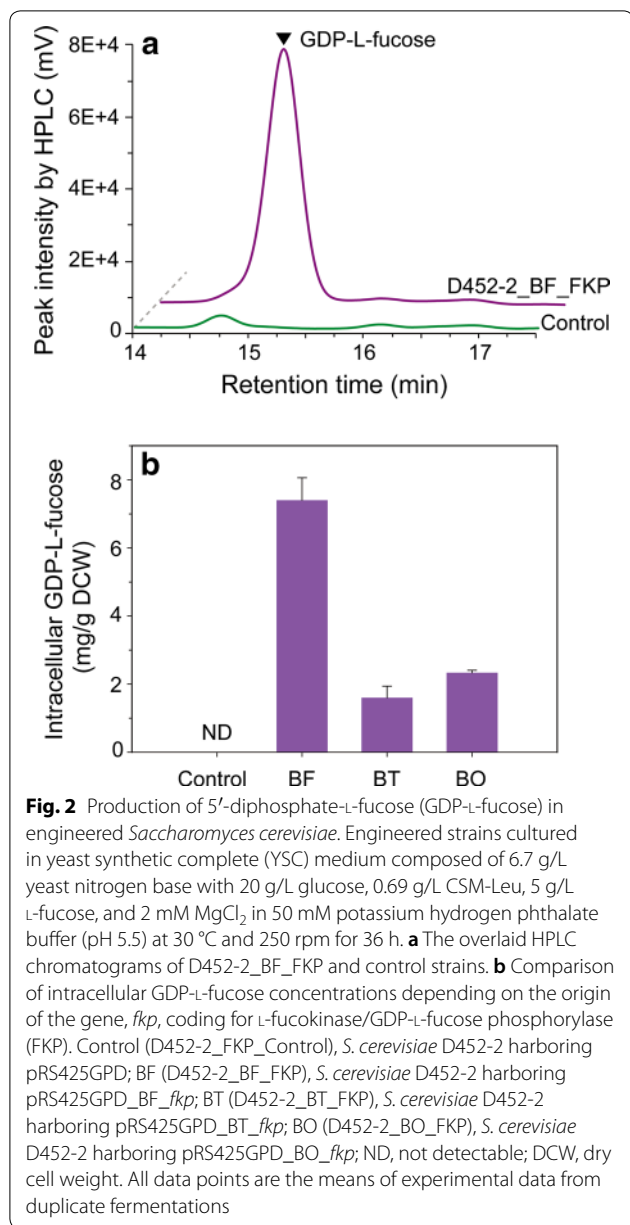 a
GDP-L-fucose
Peak intensity by HPLC (mV)
8E+4
6E+4
4E+4
2E+4
0
D452-2_BF_FKP
Control
14 15 16 17
Retention time (min)
b
Intracellular GDP-L-fucose
(mg/g DCW)
8
6
4
2
0
ND
Control BF BT BO
Fig. 2 Production of 5′-diphosphate-L-fucose (GDP-L-fucose) in
engineered Saccharomyces cerevisiae. Engineered strains cultured
in yeast synthetic complete (YSC) medium composed of 6.7 g/L
yeast nitrogen base with 20 g/L glucose, 0.69 g/L CSM-Leu, 5 g/L
L-fucose, and 2 mM MgCl₂ in 50 mM potassium hydrogen phthalate
buffer (pH 5.5) at 30 °C and 250 rpm for 36 h. a The overlaid HPLC
chromatograms of D452-2_BF_FKP and control strains. b Comparison
of intracellular GDP-L-fucose concentrations depending on the origin
of the gene, fkp, coding for L-fucokinase/GDP-L-fucose phosphorylase
(FKP). Control (D452-2_FKP_Control), S. cerevisiae D452-2 harboring
pRS425GPD; BF (D452-2_BF_FKP), S. cerevisiae D452-2 harboring
pRS425GPD_BF_fkp; BT (D452-2_BT_FKP), S. cerevisiae D452-2
harboring pRS425GPD_BT_fkp; BO (D452-2_BO_FKP), S. cerevisiae
D452-2 harboring pRS425GPD_BO_fkp; ND, not detectable; DCW, dry
cell weight. All data points are the means of experimental data from
duplicate fermentations